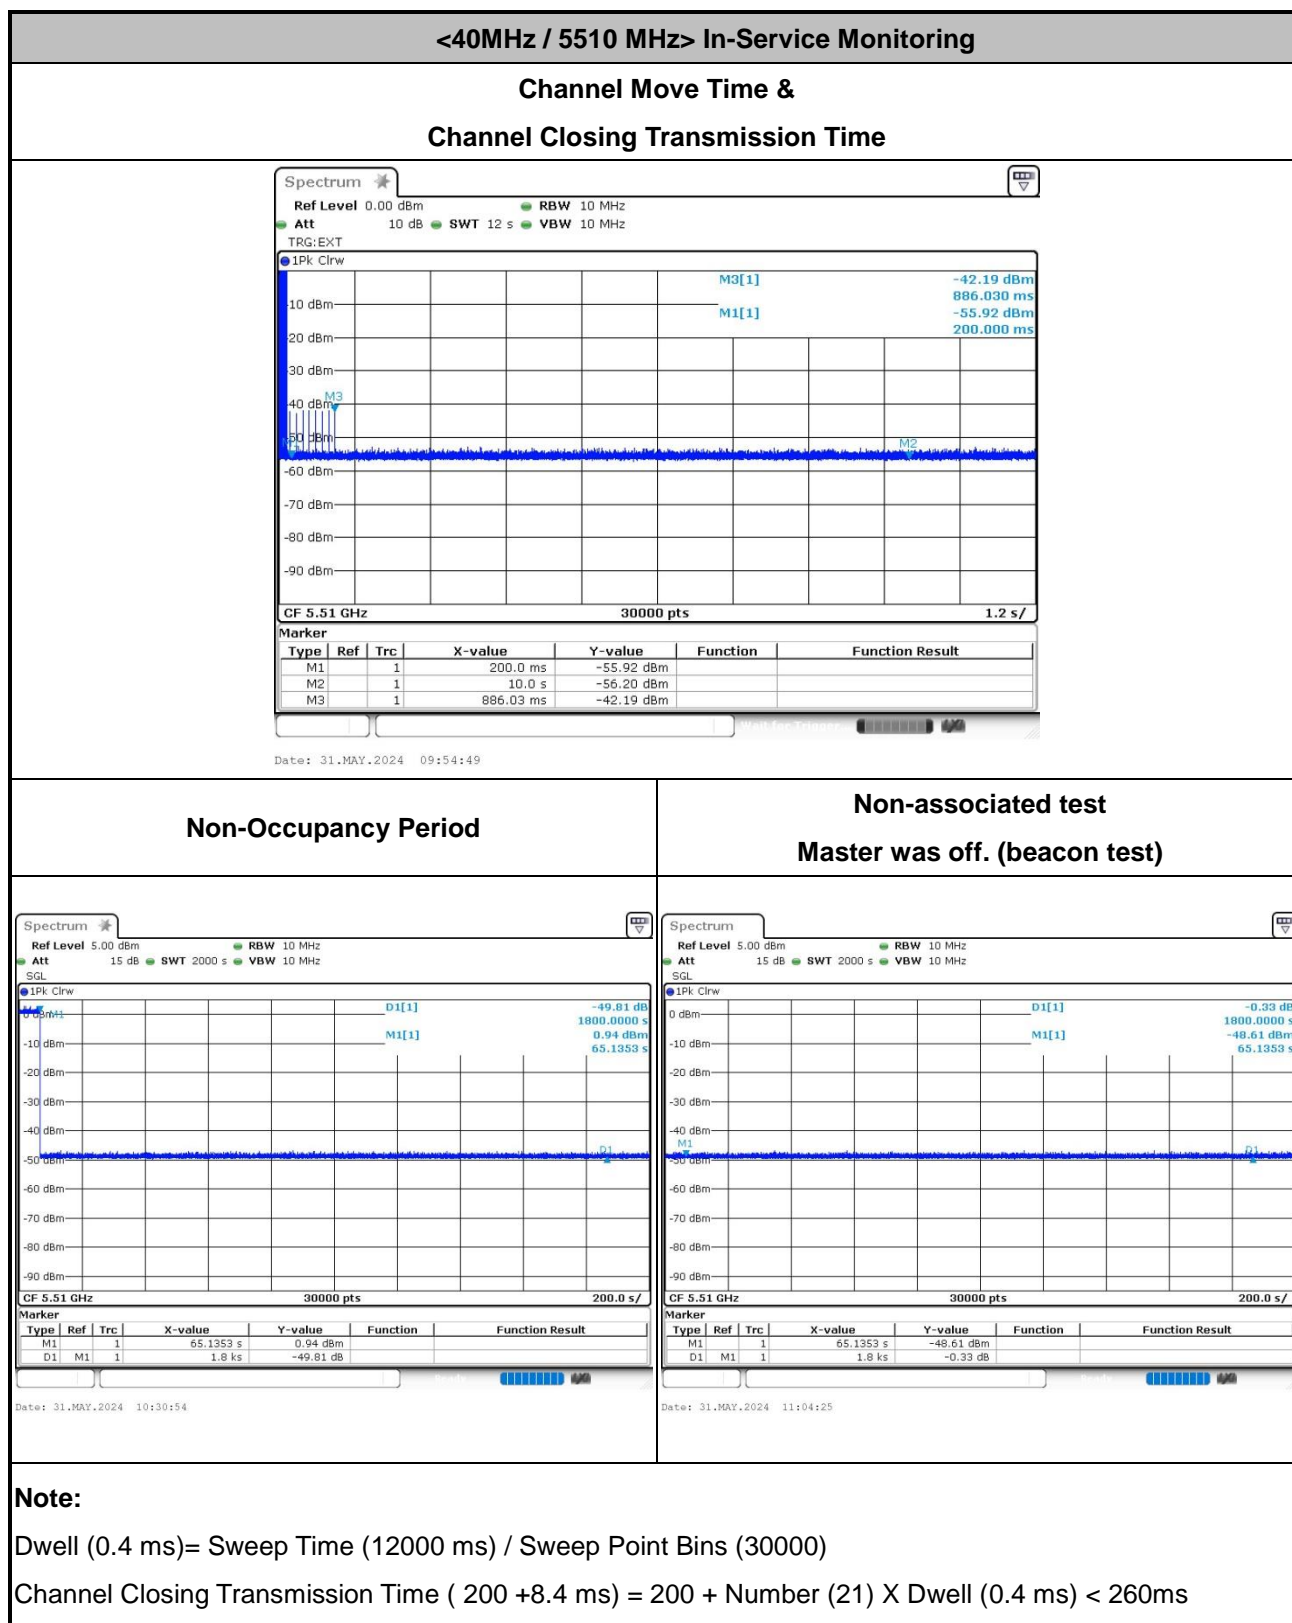 <40MHz / 5510 MHz> In-Service Monitoring
Channel Move Time &
Channel Closing Transmission Time
Spectrum
Ref Level 0.00 dBm RBW 10 MHz
Att 10 dB SWT 12 s VBW 10 MHz
TRG:EXT
1Pk Clrw
M3[1] -42.19 dBm
886.030 ms
-10 dBm
M1[1] -55.92 dBm
200.000 ms
-20 dBm
-30 dBm
M3
-40 dBm
-50 dBm
M2
-60 dBm
-70 dBm
-80 dBm
-90 dBm
CF 5.51 GHz 30000 pts 1.2 s/
Marker
Type Ref Trc X-value Y-value Function Function Result
M1 1 200.0 ms -55.92 dBm
M2 1 10.0 s -56.20 dBm
M3 1 886.03 ms -42.19 dBm
Wait for Trigger
Date: 31.MAY.2024 09:54:49
Non-Occupancy Period
Non-associated test
Master was off. (beacon test)
Spectrum
Ref Level 5.00 dBm RBW 10 MHz
Att 15 dB SWT 2000 s VBW 10 MHz
SGL
1Pk Clrw
D1[1] -49.81 dB
1800.0000 s
0 dBm M1
M1[1] 0.94 dBm
65.1353 s
-10 dBm
-20 dBm
-30 dBm
-40 dBm
D1
-50 dBm
-60 dBm
-70 dBm
-80 dBm
-90 dBm
CF 5.51 GHz 30000 pts 200.0 s/
Marker
Type Ref Trc X-value Y-value Function Function Result
M1 1 65.1353 s 0.94 dBm
D1 M1 1 1.8 ks -49.81 dB
Ready
Date: 31.MAY.2024 10:30:54
Spectrum
Ref Level 5.00 dBm RBW 10 MHz
Att 15 dB SWT 2000 s VBW 10 MHz
SGL
1Pk Clrw
D1[1] -0.33 dB
1800.0000 s
0 dBm
M1[1] -48.61 dBm
65.1353 s
-10 dBm
-20 dBm
-30 dBm
-40 dBm
M1
D1
-50 dBm
-60 dBm
-70 dBm
-80 dBm
-90 dBm
CF 5.51 GHz 30000 pts 200.0 s/
Marker
Type Ref Trc X-value Y-value Function Function Result
M1 1 65.1353 s -48.61 dBm
D1 M1 1 1.8 ks -0.33 dB
Ready
Date: 31.MAY.2024 11:04:25
Note:
Dwell (0.4 ms)= Sweep Time (12000 ms) / Sweep Point Bins (30000)
Channel Closing Transmission Time ( 200 +8.4 ms) = 200 + Number (21) X Dwell (0.4 ms) < 260ms